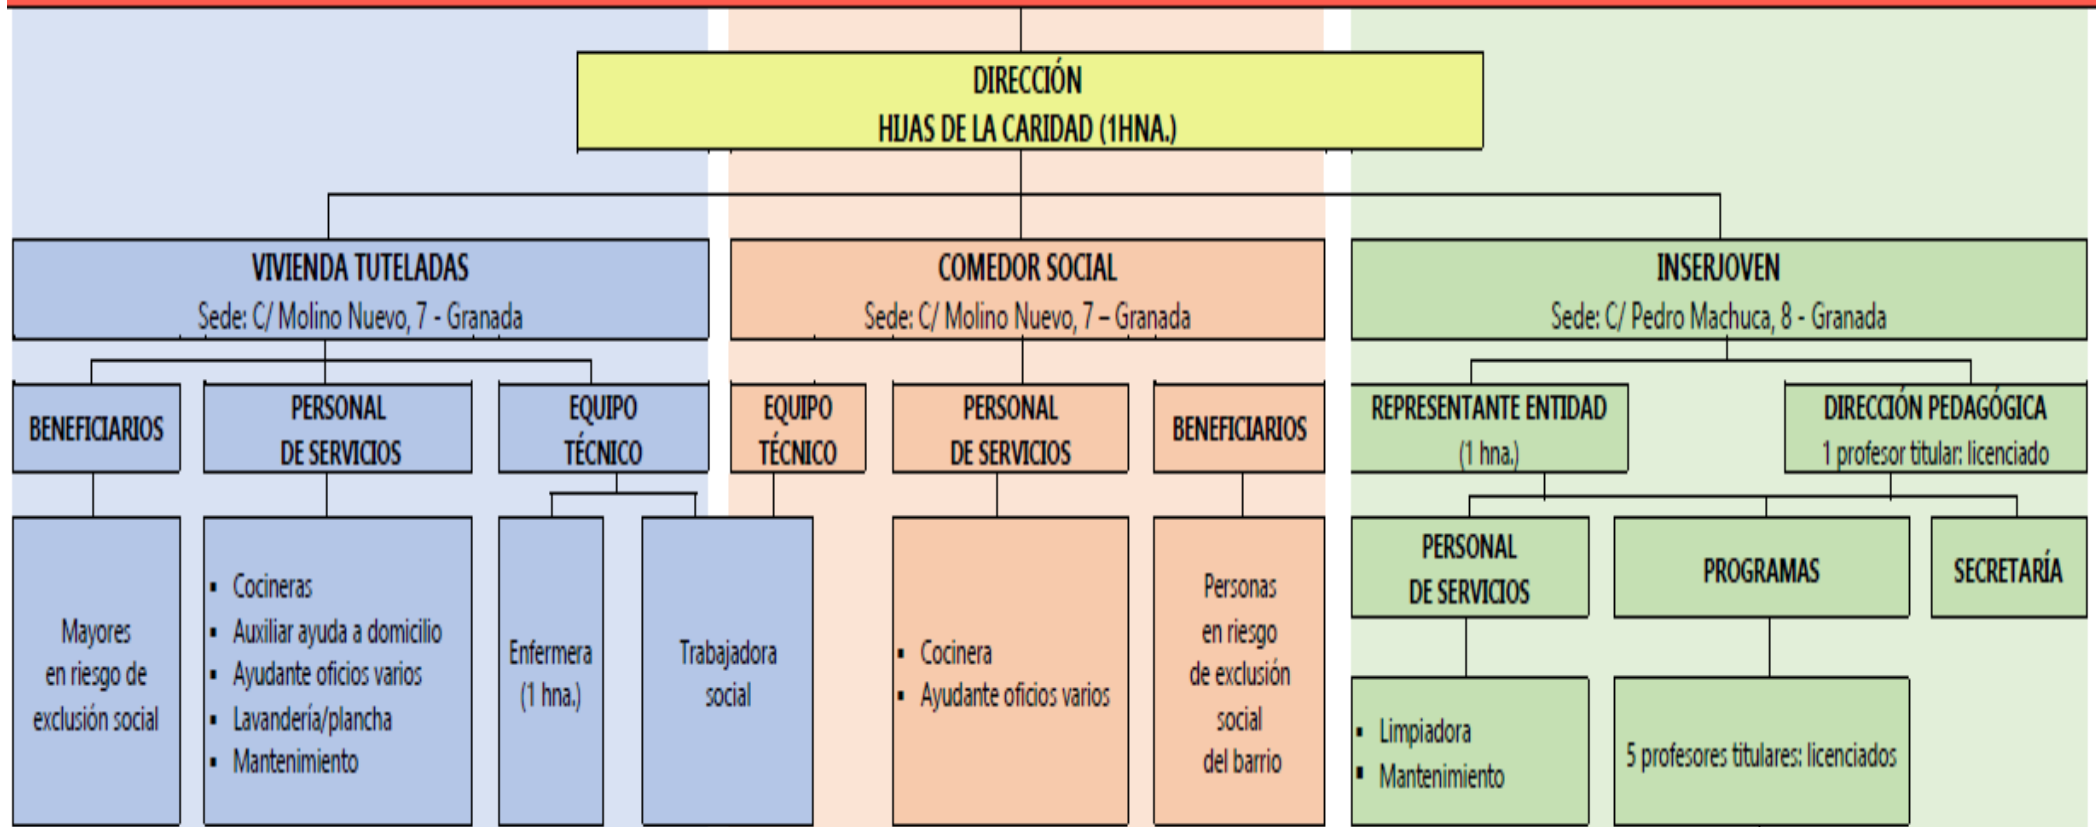 DIRECCIÓN
HIJAS DE LA CARIDAD (1HNA.)
VIVIENDA TUTELADAS
Sede: C/ Molino Nuevo, 7 - Granada
COMEDOR SOCIAL
Sede: C/ Molino Nuevo, 7 – Granada
INSERJOVEN
Sede: C/ Pedro Machuca, 8 - Granada
BENEFICIARIOS
PERSONAL
DE SERVICIOS
EQUIPO
TÉCNICO
EQUIPO
TÉCNICO
PERSONAL
DE SERVICIOS
BENEFICIARIOS
REPRESENTANTE ENTIDAD
(1 hna.)
DIRECCIÓN PEDAGÓGICA
1 profesor titular: licenciado
Mayores
en riesgo de
exclusión social
▪ Cocineras
▪ Auxiliar ayuda a domicilio
▪ Ayudante oficios varios
▪ Lavandería/plancha
▪ Mantenimiento
Enfermera
(1 hna.)
Trabajadora
social
▪ Cocinera
▪ Ayudante oficios varios
Personas
en riesgo
de exclusión
social
del barrio
PERSONAL
DE SERVICIOS
PROGRAMAS
SECRETARÍA
▪ Limpiadora
▪ Mantenimiento
5 profesores titulares: licenciados